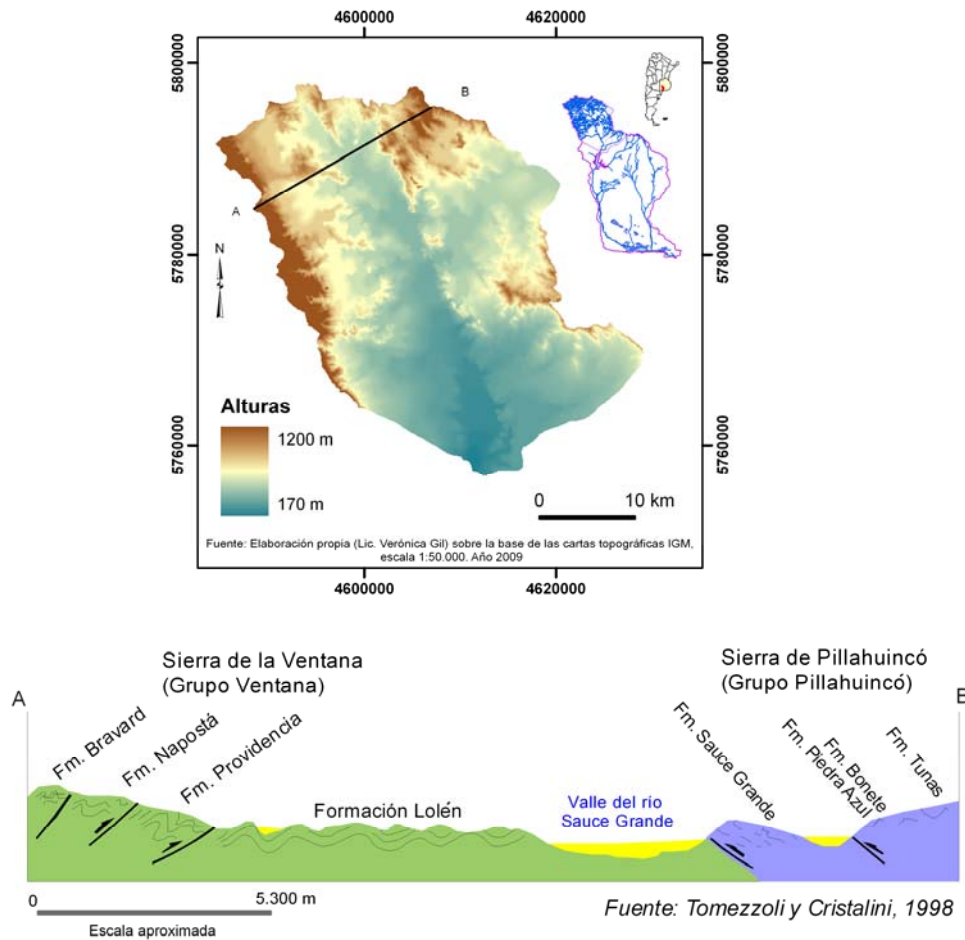 4600000
4620000
5800000
5800000
B
A
N
5780000
5780000
Alturas
1200 m
170 m
5760000
5760000
0
10 km
Fuente: Elaboración propia (Lic. Verónica Gil) sobre la base de las cartas topográficas IGM,
escala 1:50.000. Año 2009
4600000
4620000
Sierra de la Ventana
(Grupo Ventana)
Sierra de Pillahuincó
(Grupo Pillahuincó)
A
B
Fm. Bravard
Fm. Napostá
Fm. Providencia
Formación Lolén
Valle del río
Sauce Grande
Fm. Sauce Grande
Fm. Piedra Azul
Fm. Bonete
Fm. Tunas
0
5.300 m
Escala aproximada
Fuente: Tomezzoli y Cristalini, 1998